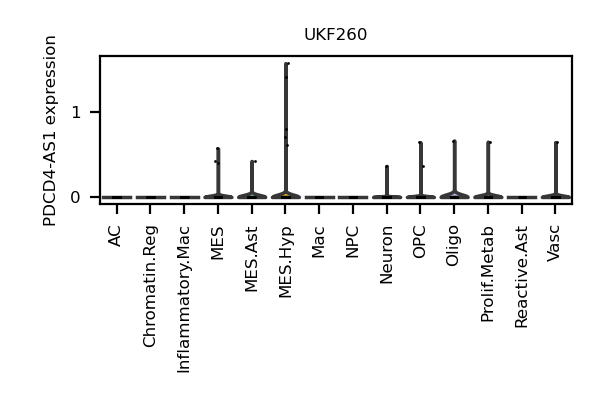 UKF260
PDCD4-AS1 expression
1
0
AC
Chromatin.Reg
Inflammatory.Mac
MES
MES.Ast
MES.Hyp
Mac
NPC
Neuron
OPC
Oligo
Prolif.Metab
Reactive.Ast
Vasc